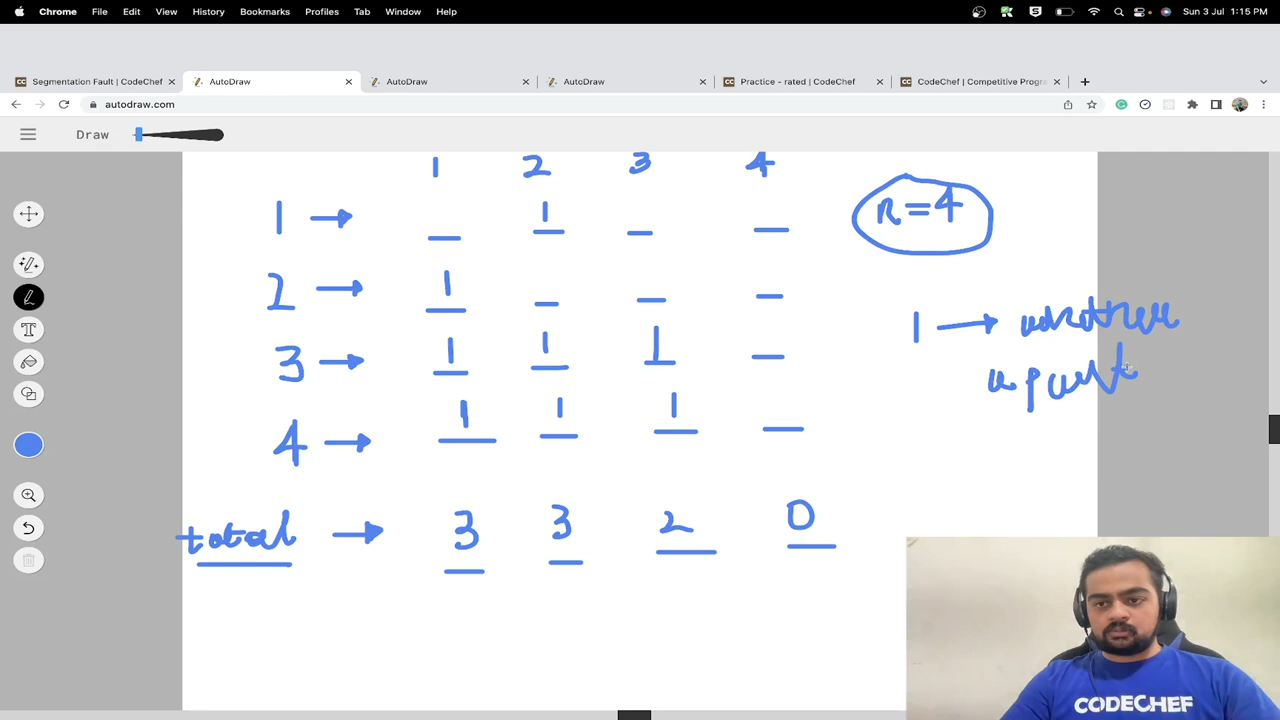 Chrome File Edit View History Bookmarks Profiles Tab Window Help Sun 3 Jul 1:15 PM
Segmentation Fault | CodeChef AutoDraw AutoDraw AutoDraw Practice - rated | CodeChef CodeChef | Competitive Progr
autodraw.com
Draw
1 2 3 4
1 → _ 1 _ _
n=4
2 → 1 _ _ _
1 → whether
3 → 1 1 1 _
4 → 1 1 1 _
total → 3 3 2 0
CODECHEF